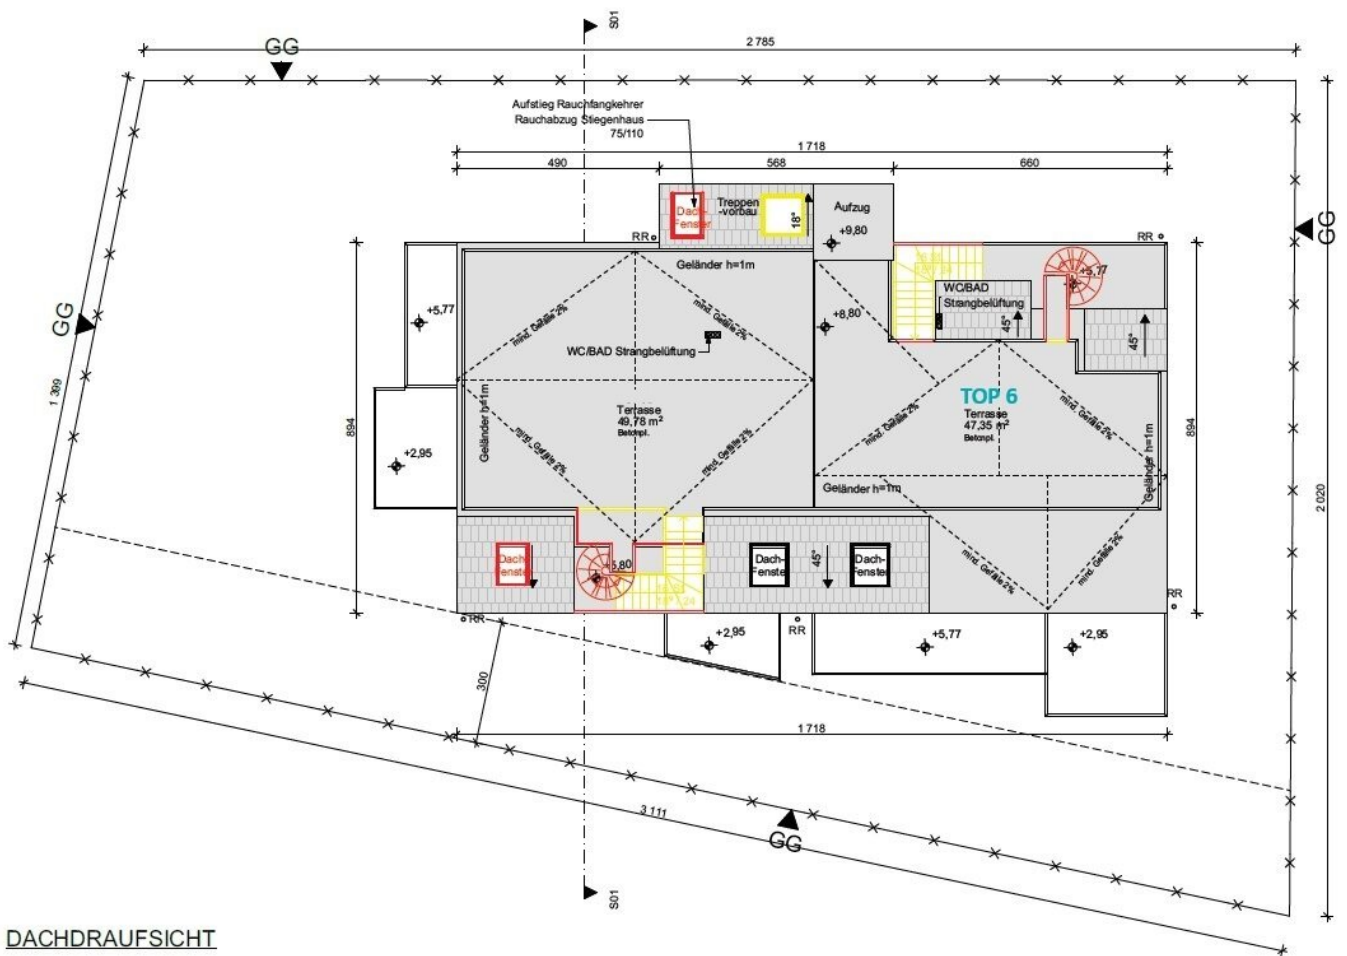 S01
2 785
GG
Aufstieg Rauchfangkehrer
Rauchabzug Stiegenhaus
75/110
1 718
490
568
660
Dach-
Fenster
Treppen
-vorbau
18°
Aufzug
+9,80
RR
RR
GG
Geländer h=1m
+5,77
+5,77
WC/BAD
Strangbelüftung
45°
45°
GG
mind. Gefälle 2%
mind. Gefälle 2%
+8,80
WC/BAD Strangbelüftung
1 399
894
Geländer h=1m
Terrasse
49,78 m²
Betonpl.
TOP 6
Terrasse
47,35 m²
Betonpl.
mind. Gefälle 2%
mind. Gefälle 2%
Geländer h=1m
894
+2,95
mind. Gefälle 2%
mind. Gefälle 2%
Geländer h=1m
2 020
Dach-
Fenster
+5,80
Dach-
Fenster
45°
Dach-
Fenster
mind. Gefälle 2%
mind. Gefälle 2%
RR
RR
RR
+2,95
+5,77
+2,95
300
1 718
3 111
GG
S01
DACHDRAUFSICHT